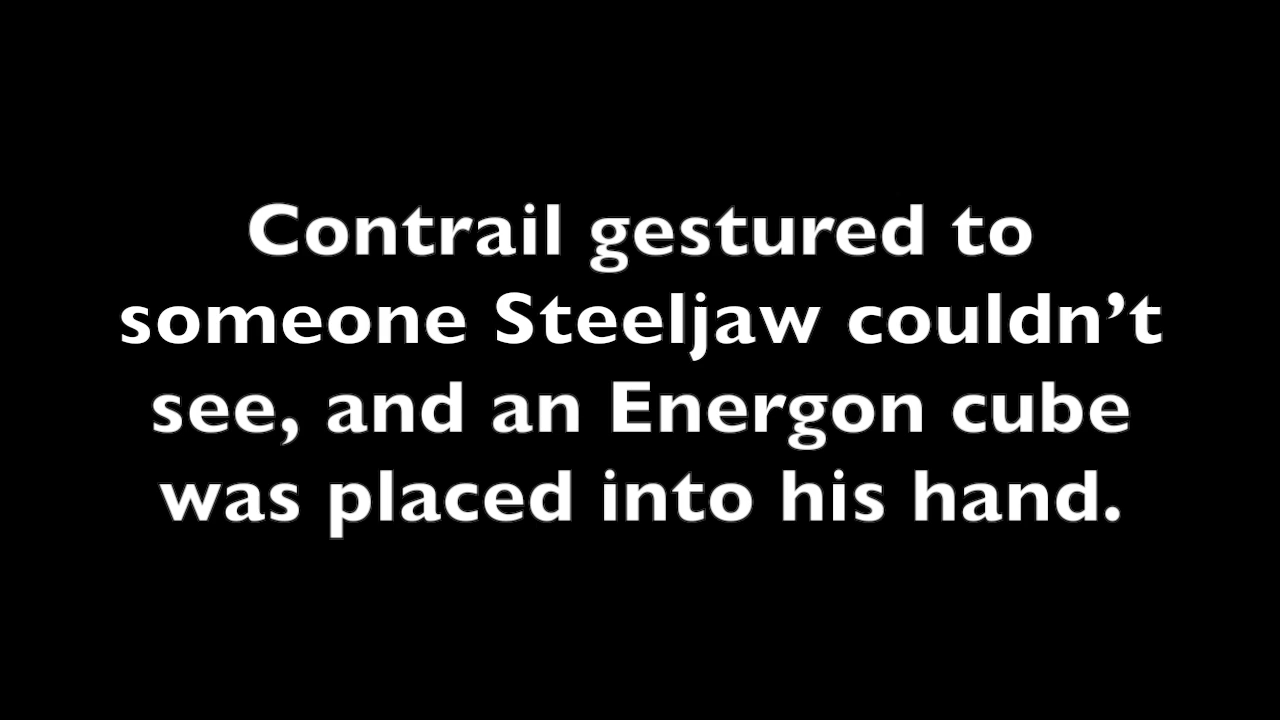 Contrail gestured to
someone Steeljaw couldn’t
see, and an Energon cube
was placed into his hand.